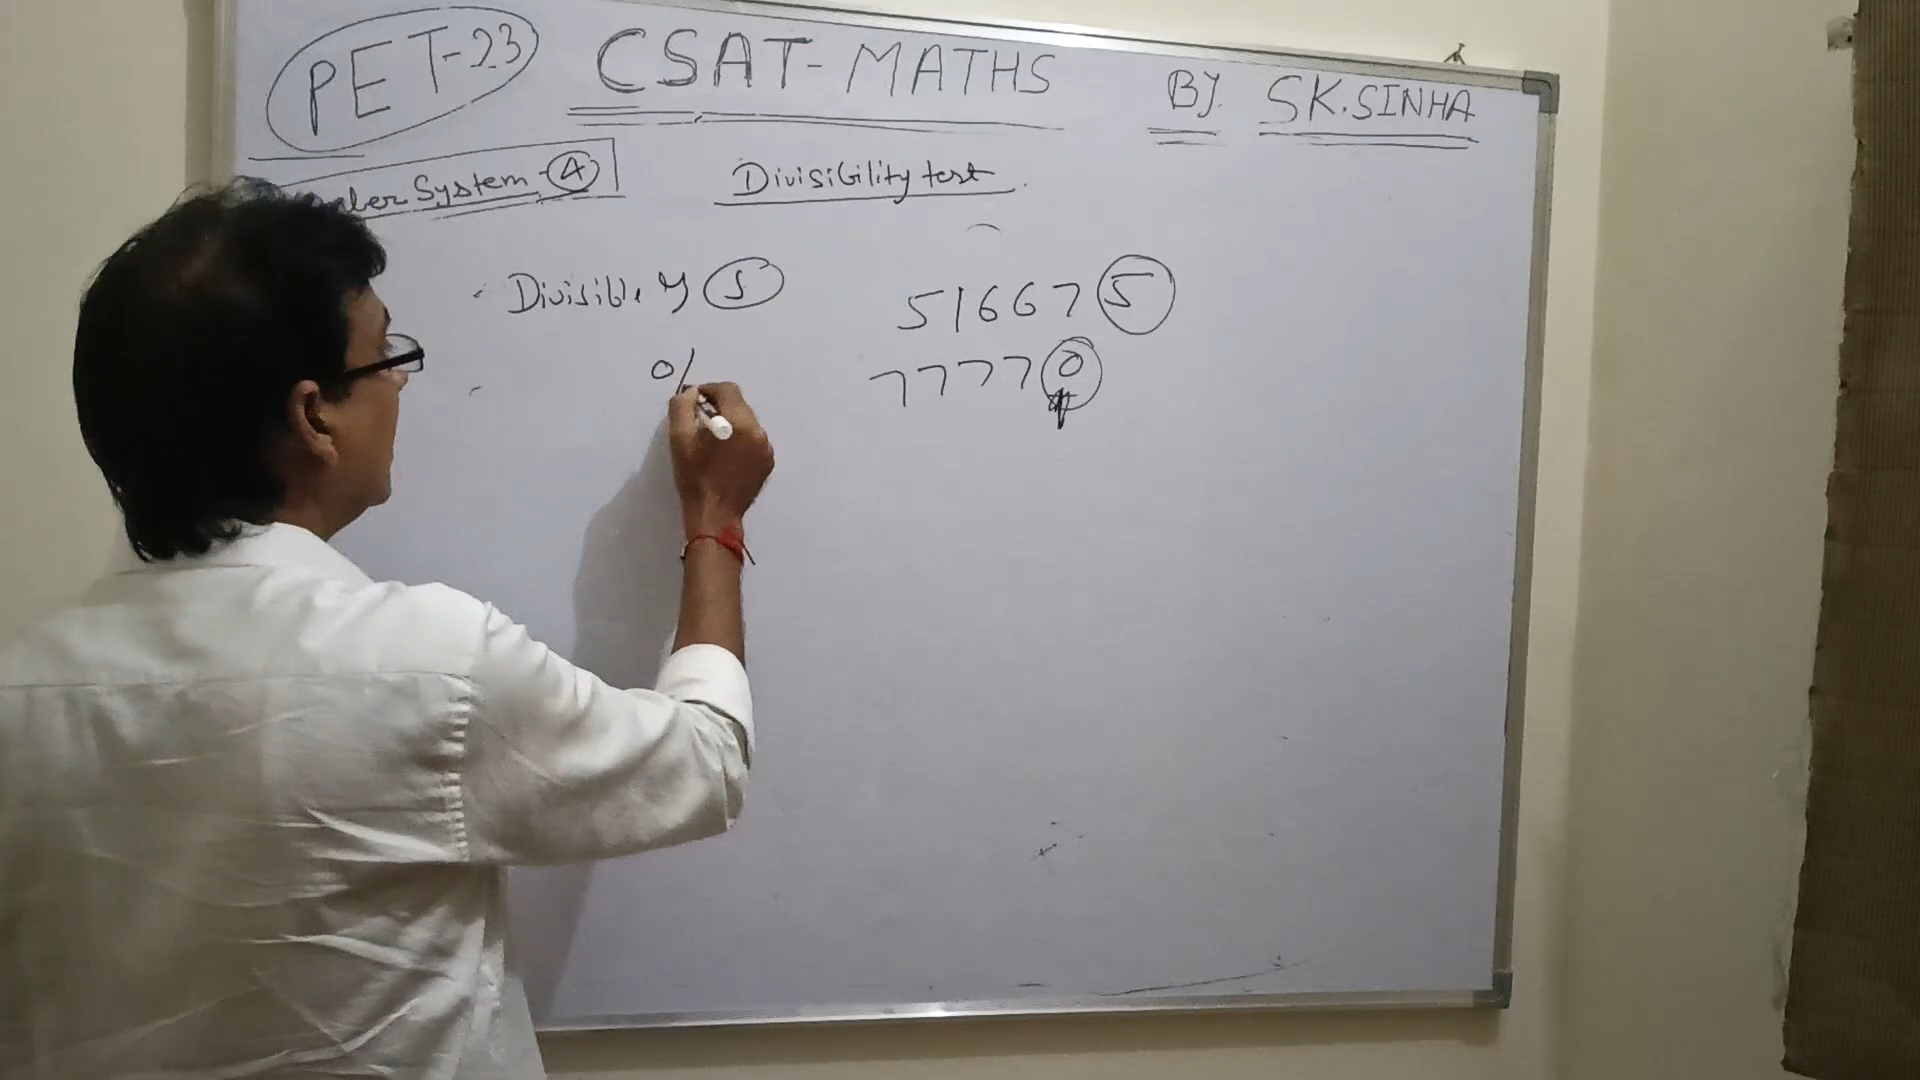 PET-23
CSAT-MATHS
BY. SK.SINHA
System-4
Divisibility test
Divisible by 5
516675
77770
0/